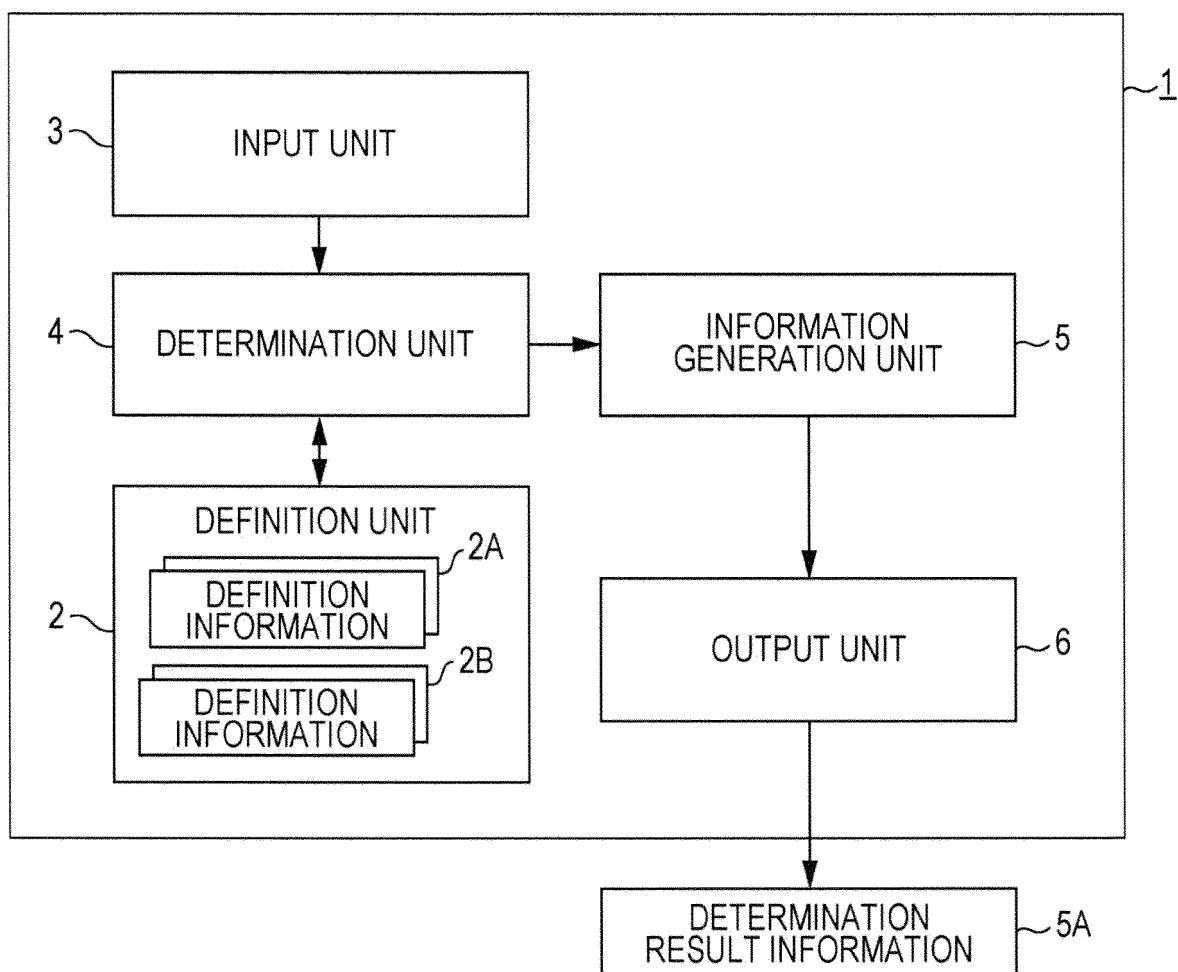 1
3
INPUT UNIT
4
DETERMINATION UNIT
INFORMATION
GENERATION UNIT
5
DEFINITION UNIT
2A
DEFINITION
INFORMATION
2
2B
DEFINITION
INFORMATION
OUTPUT UNIT
6
DETERMINATION
RESULT INFORMATION
5A